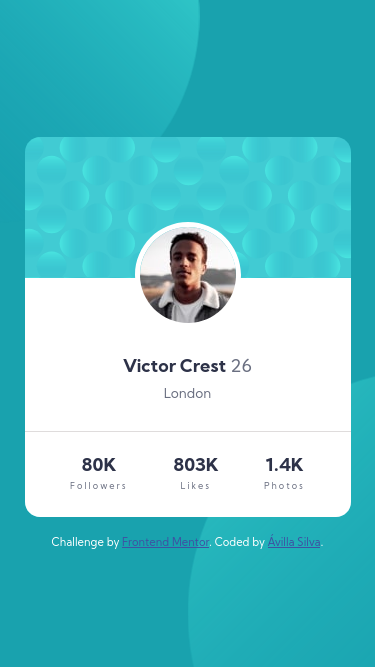 Victor Crest 26
London
80K 803K 1.4K
Followers Likes Photos
Challenge by Frontend Mentor. Coded by Ávilla Silva.